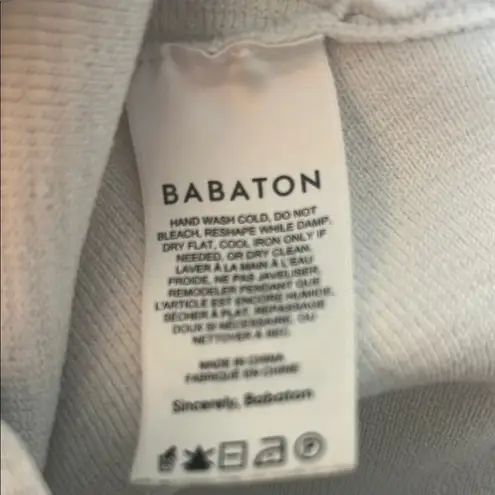 BABATON
HAND WASH COLD, DO NOT
BLEACH, RESHAPE WHILE DAMP.
DRY FLAT, COOL IRON ONLY IF
NEEDED, OR DRY CLEAN.
LAVER À LA MAIN À L'EAU
FROIDE, NE PAS JAVELISER,
REMODELER PENDANT QUE
L'ARTICLE EST ENCORE HUMIDE,
SÉCHER À PLAT, REPASSAGE
DOUX SI NÉCESSAIRE, OU
NETTOYER À SEC.
MADE IN CHINA
FABRIQUÉ EN CHINE
Sincerely, Babaton
P